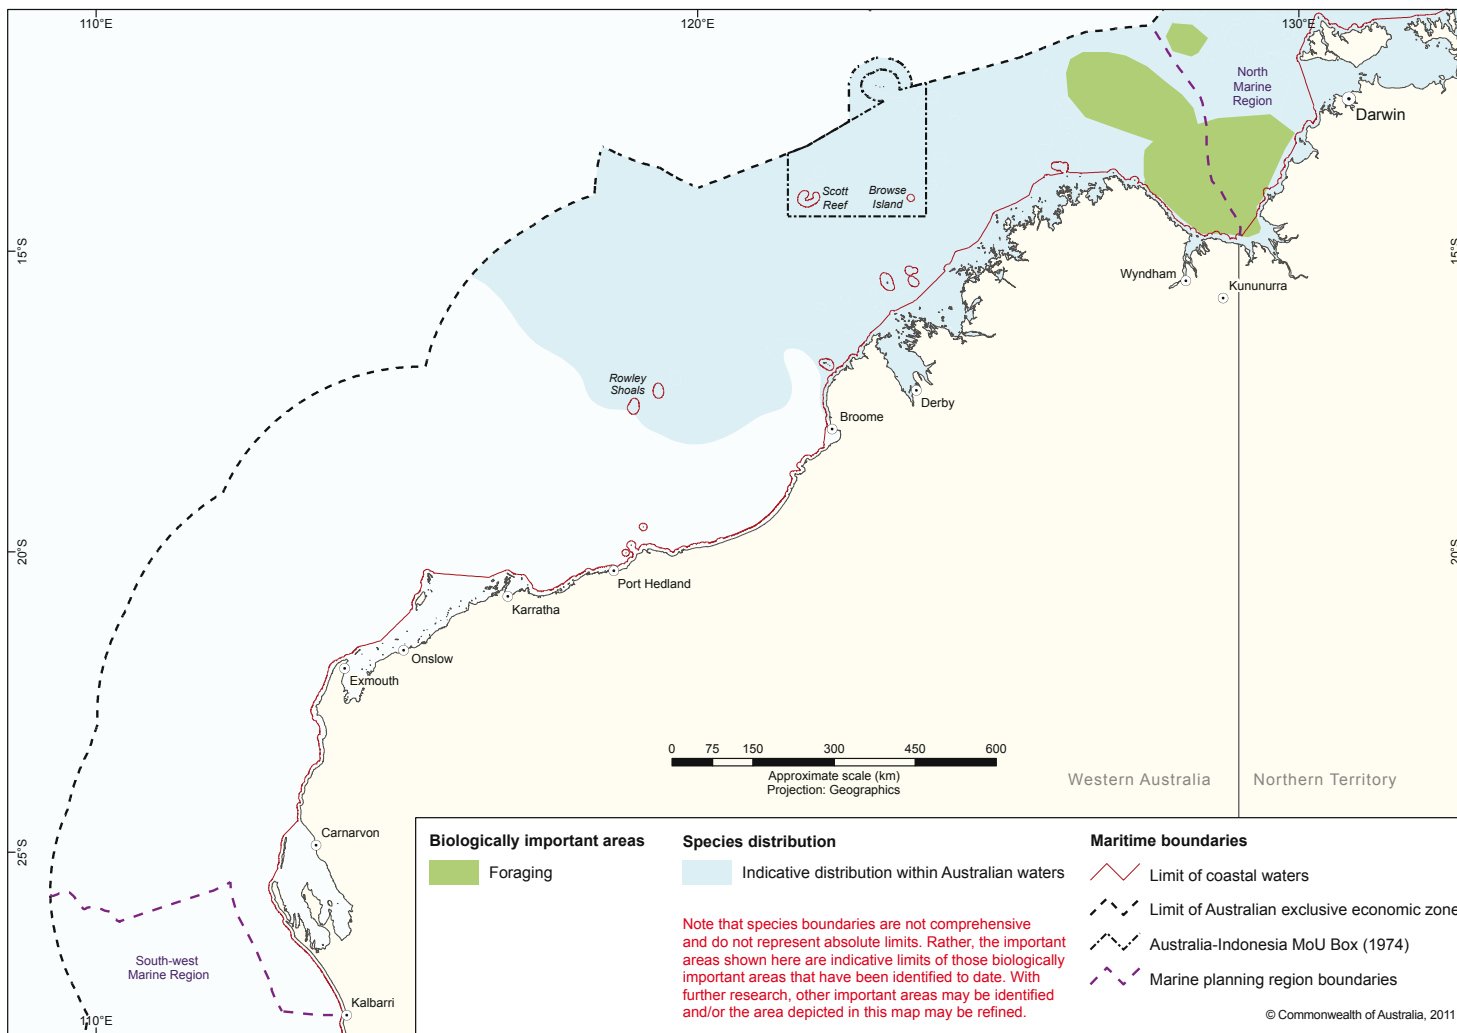 110°E
120°E
130°E
North
Marine
Region
Darwin
Scott
Reef
Browse
Island
15°S
15°S
Wyndham
Kununurra
Rowley
Shoals
Derby
Broome
20°S
20°S
Port Hedland
Karratha
Onslow
Exmouth
0 75 150 300 450 600
Approximate scale (km)
Projection: Geographics
Western Australia
Northern Territory
Carnarvon
25°S
South-west
Marine Region
Kalbarri
110°E
Biologically important areas
Foraging
Species distribution
Indicative distribution within Australian waters
Note that species boundaries are not comprehensive
and do not represent absolute limits. Rather, the important
areas shown here are indicative limits of those biologically
important areas that have been identified to date. With
further research, other important areas may be identified
and/or the area depicted in this map may be refined.
Maritime boundaries
Limit of coastal waters
Limit of Australian exclusive economic zone
Australia-Indonesia MoU Box (1974)
Marine planning region boundaries
© Commonwealth of Australia, 2011